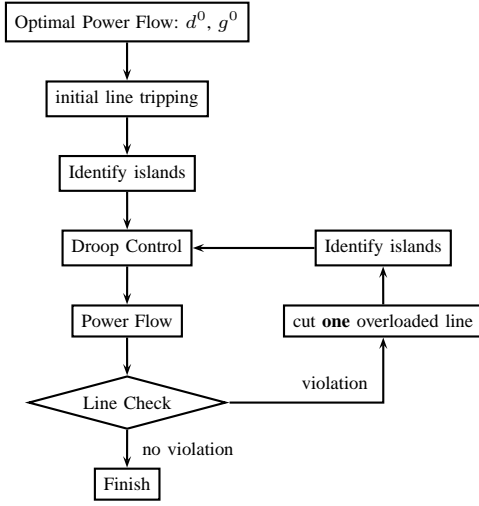 Optimal Power Flow: d⁰, g⁰
initial line tripping
Identify islands
Droop Control
Identify islands
Power Flow
cut one overloaded line
violation
Line Check
no violation
Finish